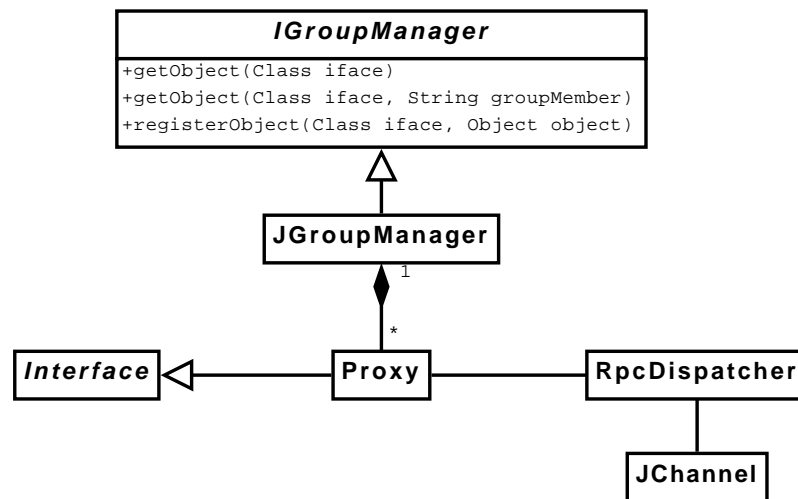 IGroupManager
+getObject(Class iface)
+getObject(Class iface, String groupMember)
+registerObject(Class iface, Object object)
JGroupManager
1
*
Interface
Proxy
RpcDispatcher
JChannel